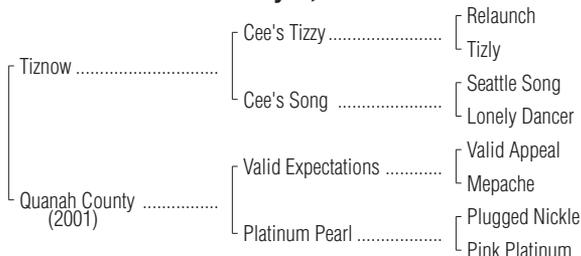 Relaunch
Cee's Tizzy
Tizly
Tiznow
Seattle Song
Cee's Song
Lonely Dancer
Valid Appeal
Valid Expectations
Mepache
Quanah County
(2001)
Plugged Nickle
Platinum Pearl
Pink Platinum